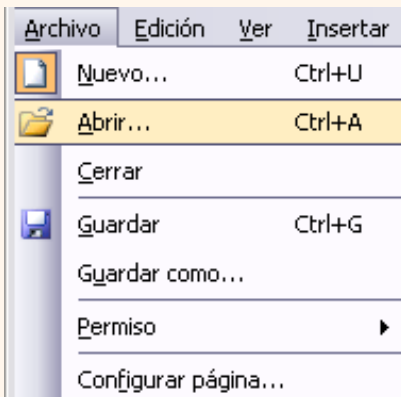 Archivo Edición Ver Insertar
Nuevo... Ctrl+U
Abrir... Ctrl+A
Cerrar
Guardar Ctrl+G
Guardar como...
Permiso
Configurar página...